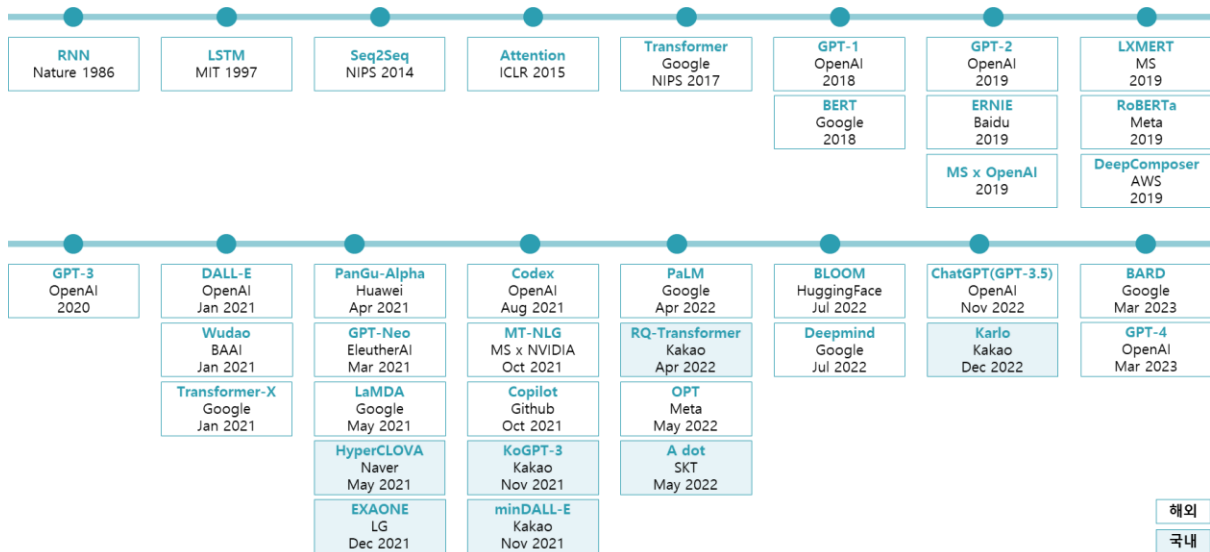 RNN
Nature 1986
LSTM
MIT 1997
Seq2Seq
NIPS 2014
Attention
ICLR 2015
Transformer
Google
NIPS 2017
GPT-1
OpenAI
2018
BERT
Google
2018
GPT-2
OpenAI
2019
ERNIE
Baidu
2019
MS x OpenAI
2019
LXMERT
MS
2019
RoBERTa
Meta
2019
DeepComposer
AWS
2019
GPT-3
OpenAI
2020
DALL-E
OpenAI
Jan 2021
Wudao
BAAI
Jan 2021
Transformer-X
Google
Jan 2021
PanGu-Alpha
Huawei
Apr 2021
GPT-Neo
EleutherAI
Mar 2021
LaMDA
Google
May 2021
HyperCLOVA
Naver
May 2021
EXAONE
LG
Dec 2021
Codex
OpenAI
Aug 2021
MT-NLG
MS x NVIDIA
Oct 2021
Copilot
Github
Oct 2021
KoGPT-3
Kakao
Nov 2021
minDALL-E
Kakao
Nov 2021
PaLM
Google
Apr 2022
RQ-Transformer
Kakao
Apr 2022
OPT
Meta
May 2022
A dot
SKT
May 2022
BLOOM
HuggingFace
Jul 2022
Deepmind
Google
Jul 2022
ChatGPT(GPT-3.5)
OpenAI
Nov 2022
Karlo
Kakao
Dec 2022
BARD
Google
Mar 2023
GPT-4
OpenAI
Mar 2023
해외
국내